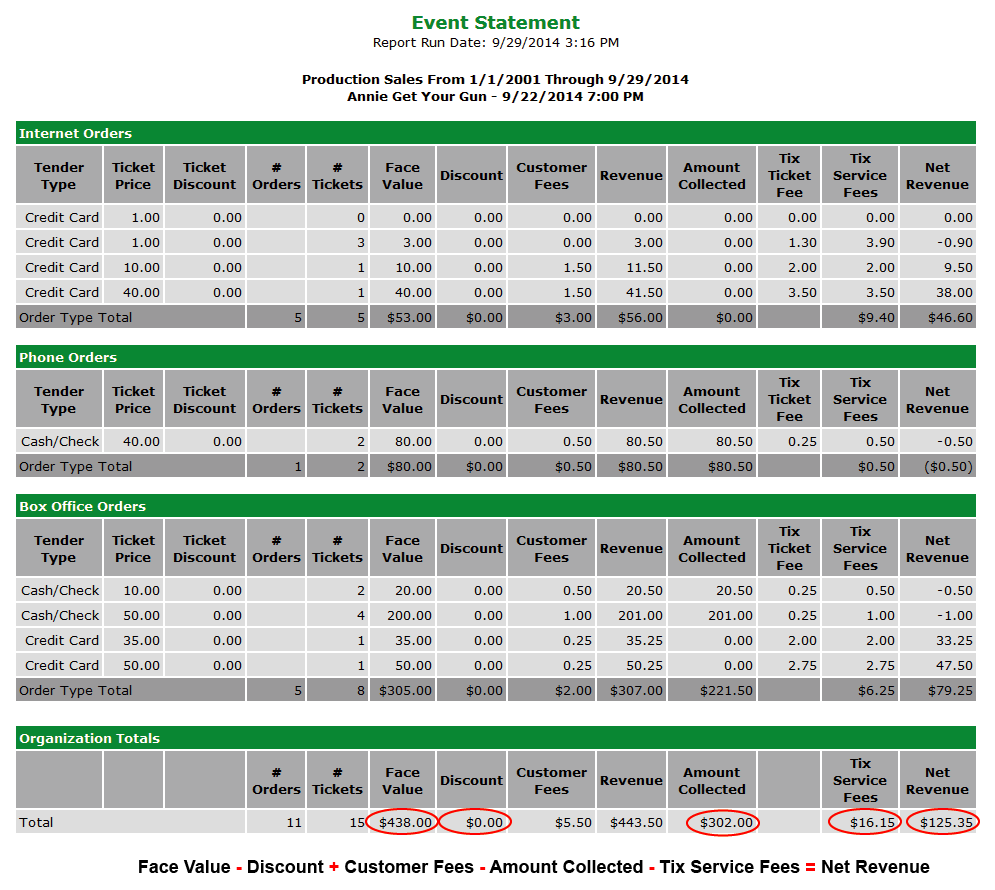 Event Statement
Report Run Date: 9/29/2014 3:16 PM
Production Sales From 1/1/2001 Through 9/29/2014
Annie Get Your Gun - 9/22/2014 7:00 PM
Internet Orders
Tender Type Ticket Price Ticket Discount # Orders # Tickets Face Value Discount Customer Fees Revenue Amount Collected Tix Ticket Fee Tix Service Fees Net Revenue
Credit Card 1.00 0.00 0 0.00 0.00 0.00 0.00 0.00 0.00 0.00 0.00
Credit Card 1.00 0.00 3 3.00 0.00 0.00 3.00 0.00 1.30 3.90 -0.90
Credit Card 10.00 0.00 1 10.00 0.00 1.50 11.50 0.00 2.00 2.00 9.50
Credit Card 40.00 0.00 1 40.00 0.00 1.50 41.50 0.00 3.50 3.50 38.00
Order Type Total 5 5 $53.00 $0.00 $3.00 $56.00 $0.00 $9.40 $46.60
Phone Orders
Tender Type Ticket Price Ticket Discount # Orders # Tickets Face Value Discount Customer Fees Revenue Amount Collected Tix Ticket Fee Tix Service Fees Net Revenue
Cash/Check 40.00 0.00 2 80.00 0.00 0.50 80.50 80.50 0.25 0.50 -0.50
Order Type Total 1 2 $80.00 $0.00 $0.50 $80.50 $80.50 $0.50 ($0.50)
Box Office Orders
Tender Type Ticket Price Ticket Discount # Orders # Tickets Face Value Discount Customer Fees Revenue Amount Collected Tix Ticket Fee Tix Service Fees Net Revenue
Cash/Check 10.00 0.00 2 20.00 0.00 0.50 20.50 20.50 0.25 0.50 -0.50
Cash/Check 50.00 0.00 4 200.00 0.00 1.00 201.00 201.00 0.25 1.00 -1.00
Credit Card 35.00 0.00 1 35.00 0.00 0.25 35.25 0.00 2.00 2.00 33.25
Credit Card 50.00 0.00 1 50.00 0.00 0.25 50.25 0.00 2.75 2.75 47.50
Order Type Total 5 8 $305.00 $0.00 $2.00 $307.00 $221.50 $6.25 $79.25
Organization Totals
# Orders # Tickets Face Value Discount Customer Fees Revenue Amount Collected Tix Service Fees Net Revenue
Total 11 15 $438.00 $0.00 $5.50 $443.50 $302.00 $16.15 $125.35
Face Value - Discount + Customer Fees - Amount Collected - Tix Service Fees = Net Revenue